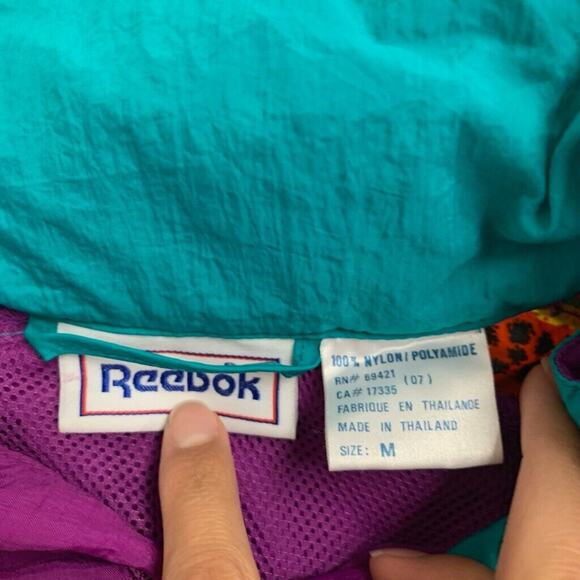 Reebok
100% NYLON/POLYAMIDE
RN# 69421 (07)
CA# 17335
FABRIQUE EN THAILANDE
MADE IN THAILAND
SIZE: M